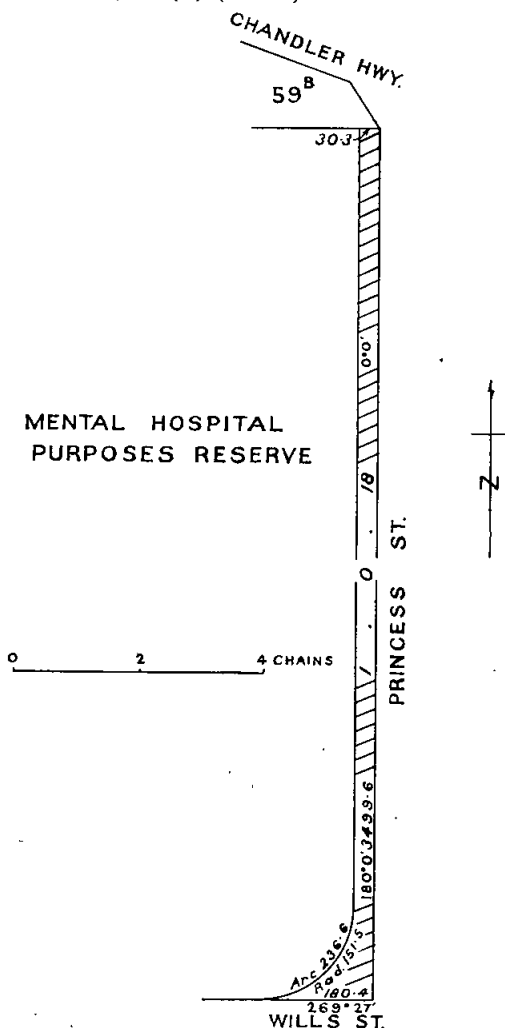 CHANDLER HWY.
59ᴮ
30·3
0°0'
MENTAL HOSPITAL
PURPOSES RESERVE
1 . 0 . 18
N
PRINCESS ST.
0 2 4 CHAINS
180°0' 3499·6
Arc 236·6
Rad. 151·5
180·4
269°27'
WILLS ST.